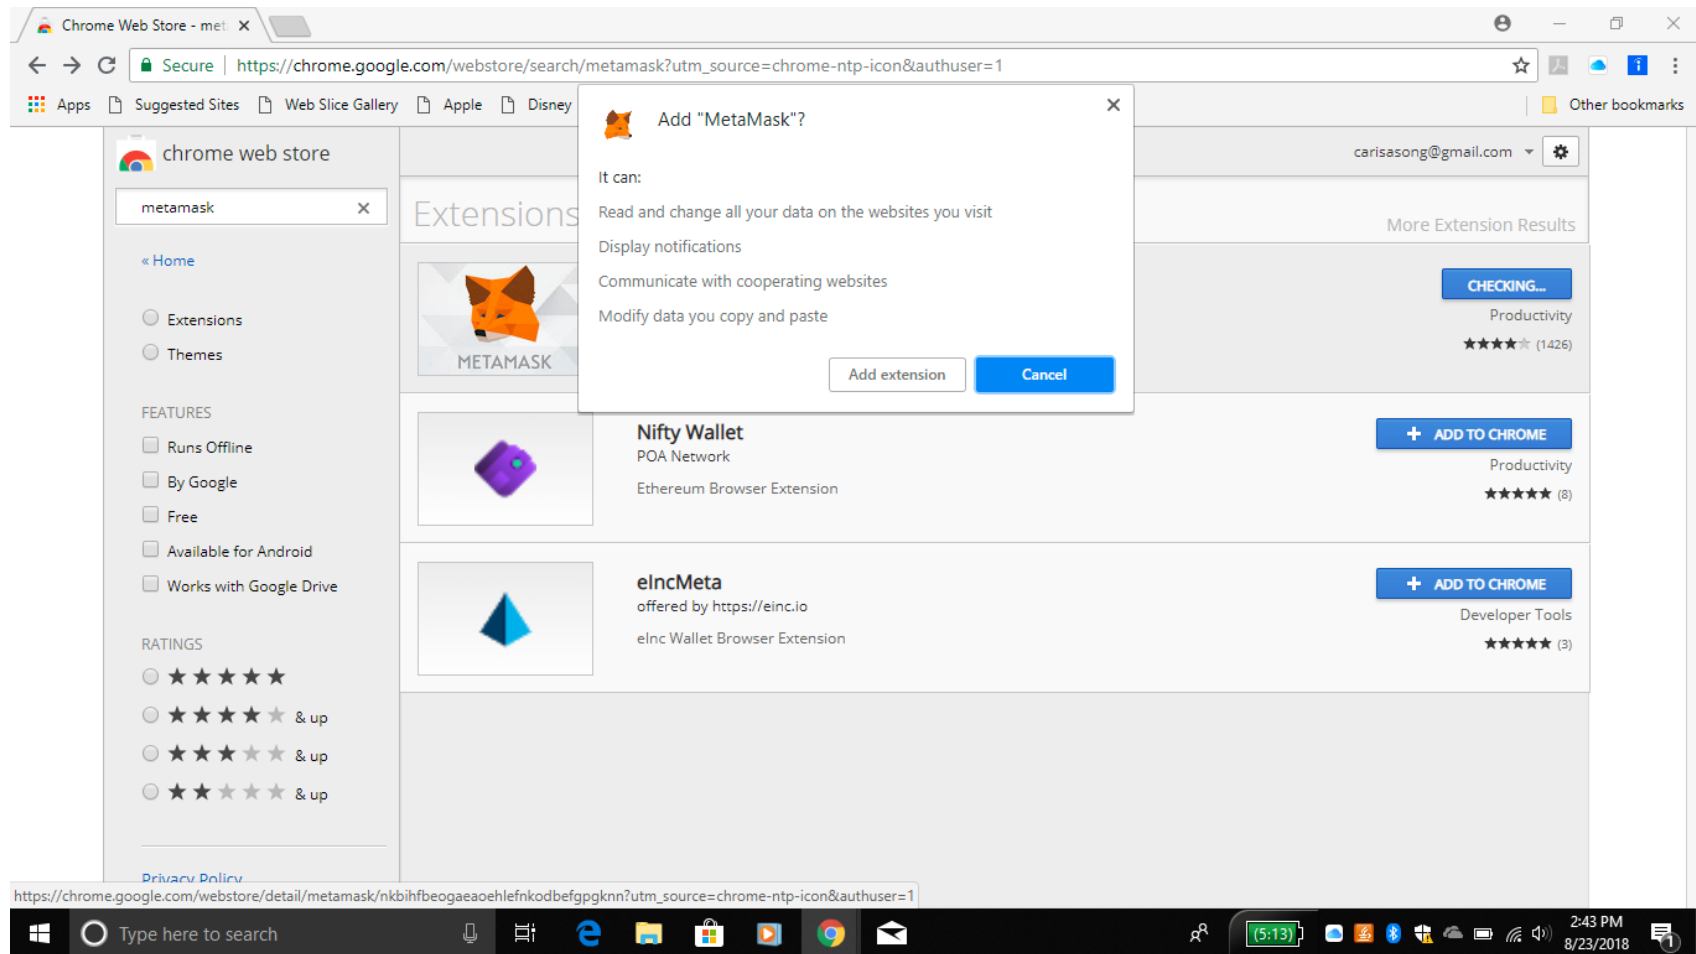 Chrome Web Store - met
Secure | https://chrome.google.com/webstore/search/metamask?utm_source=chrome-ntp-icon&authuser=1
Apps Suggested Sites Web Slice Gallery Apple Disney Other bookmarks
Add "MetaMask"?
It can:
Read and change all your data on the websites you visit
Display notifications
Communicate with cooperating websites
Modify data you copy and paste
Add extension Cancel
chrome web store
carisasong@gmail.com
metamask
Extensions
More Extension Results
« Home
Extensions
Themes
FEATURES
Runs Offline
By Google
Free
Available for Android
Works with Google Drive
RATINGS
& up
& up
& up
Privacy Policy
METAMASK
CHECKING...
Productivity
(1426)
Nifty Wallet
POA Network
Ethereum Browser Extension
ADD TO CHROME
Productivity
(8)
eIncMeta
offered by https://einc.io
eInc Wallet Browser Extension
ADD TO CHROME
Developer Tools
(3)
https://chrome.google.com/webstore/detail/metamask/nkbihfbeogaeaoehlefnkodbefgpgknn?utm_source=chrome-ntp-icon&authuser=1
Type here to search
(5:13)
2:43 PM
8/23/2018
1